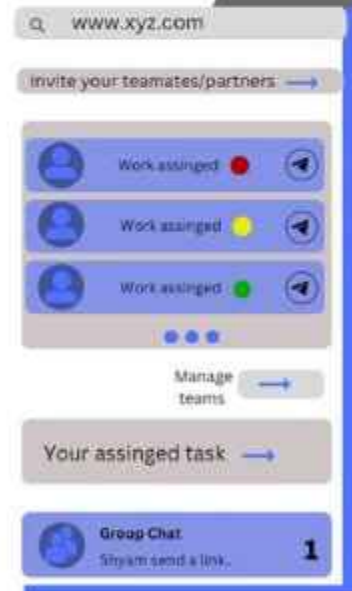 www.xyz.com
Invite your teamates/partners
Work assinged
Work assinged
Work assinged
Manage
teams
Your assinged task
Group Chat
Shyam send a link..
1